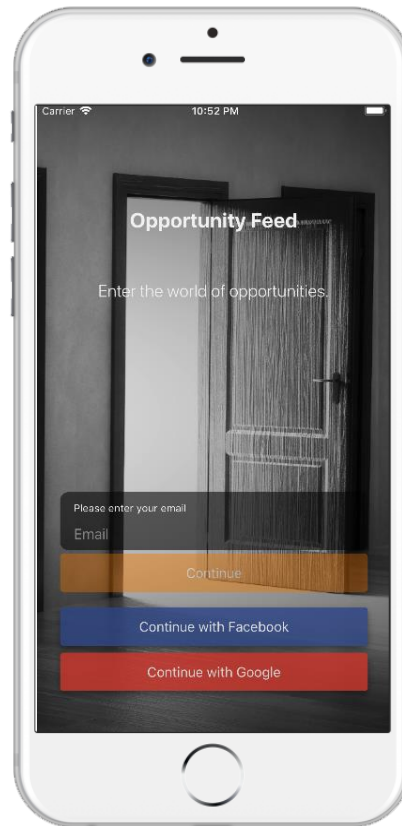 Carrier
10:52 PM
Opportunity Feed
Enter the world of opportunities.
Please enter your email
Email
Continue
Continue with Facebook
Continue with Google